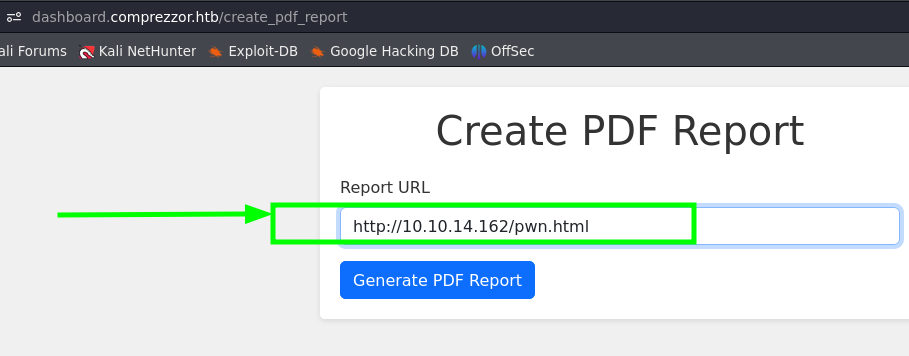 dashboard.comprezzor.htb/create_pdf_report
ali Forums Kali NetHunter Exploit-DB Google Hacking DB OffSec
Create PDF Report
Report URL
http://10.10.14.162/pwn.html
Generate PDF Report